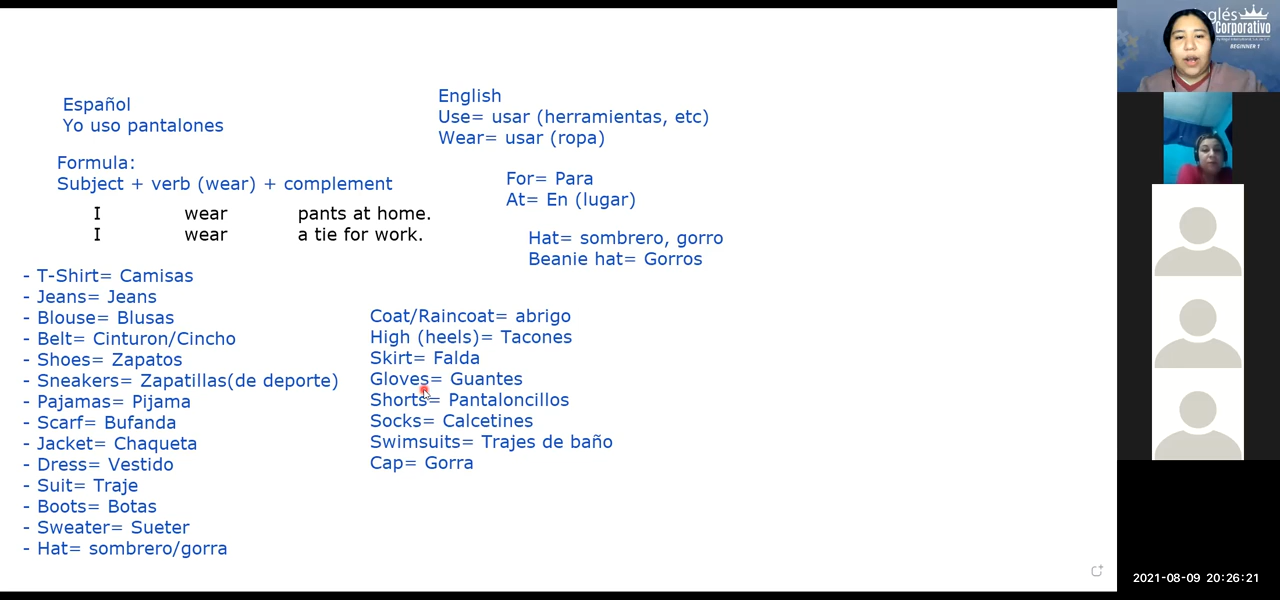 Español
Yo uso pantalones
Formula:
Subject + verb (wear) + complement
I wear pants at home.
I wear a tie for work.
English
Use= usar (herramientas, etc)
Wear= usar (ropa)
For= Para
At= En (lugar)
Hat= sombrero, gorro
Beanie hat= Gorros
- T-Shirt= Camisas
- Jeans= Jeans
- Blouse= Blusas
- Belt= Cinturon/Cincho
- Shoes= Zapatos
- Sneakers= Zapatillas(de deporte)
- Pajamas= Pijama
- Scarf= Bufanda
- Jacket= Chaqueta
- Dress= Vestido
- Suit= Traje
- Boots= Botas
- Sweater= Sueter
- Hat= sombrero/gorra
Coat/Raincoat= abrigo
High (heels)= Tacones
Skirt= Falda
Gloves= Guantes
Shorts= Pantaloncillos
Socks= Calcetines
Swimsuits= Trajes de baño
Cap= Gorra
Corporativo
BEGINNER 1
2021-08-09 20:26:21